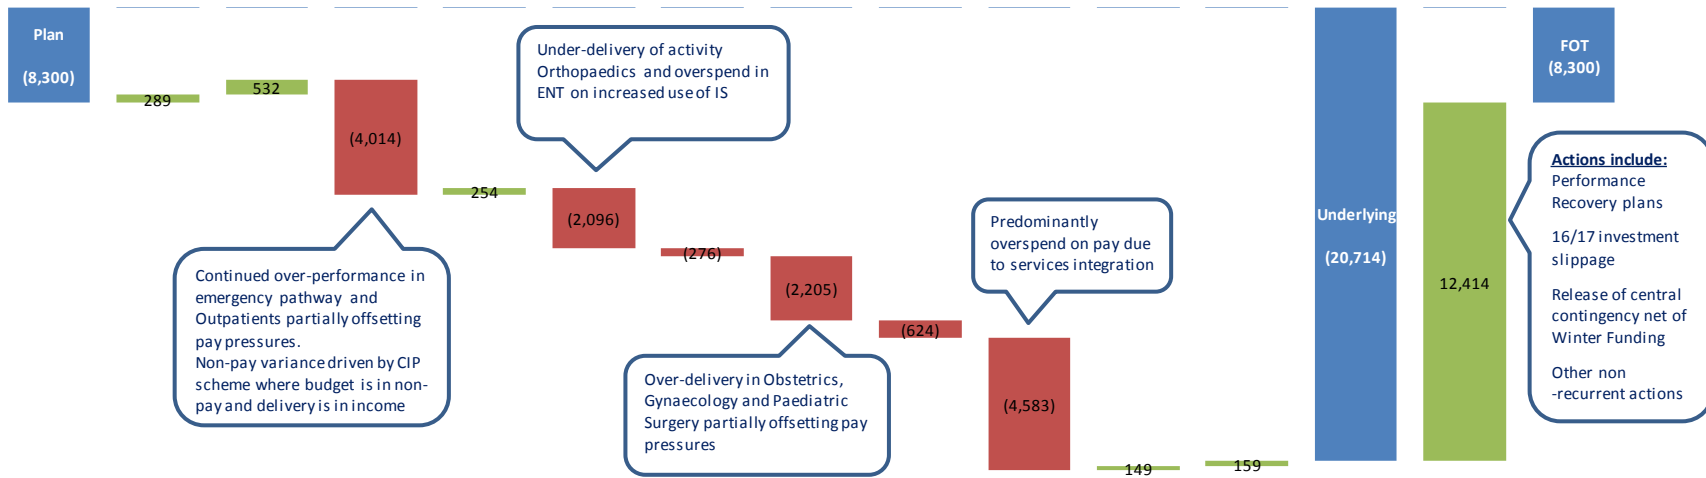 Plan
(8,300)
289
532
(4,014)
254
(2,096)
(276)
(2,205)
(624)
(4,583)
149
159
Underlying
(20,714)
12,414
FOT
(8,300)
Under-delivery of activity
Orthopaedics and overspend in
ENT on increased use of IS
Continued over-performance in
emergency pathway and
Outpatients partially offsetting
pay pressures.
Non-pay variance driven by CIP
scheme where budget is in non-
pay and delivery is in income
Over-delivery in Obstetrics,
Gynaecology and Paediatric
Surgery partially offsetting pay
pressures
Predominantly
overspend on pay due
to services integration
Actions include:
Performance
Recovery plans
16/17 investment
slippage
Release of central
contingency net of
Winter Funding
Other non
-recurrent actions